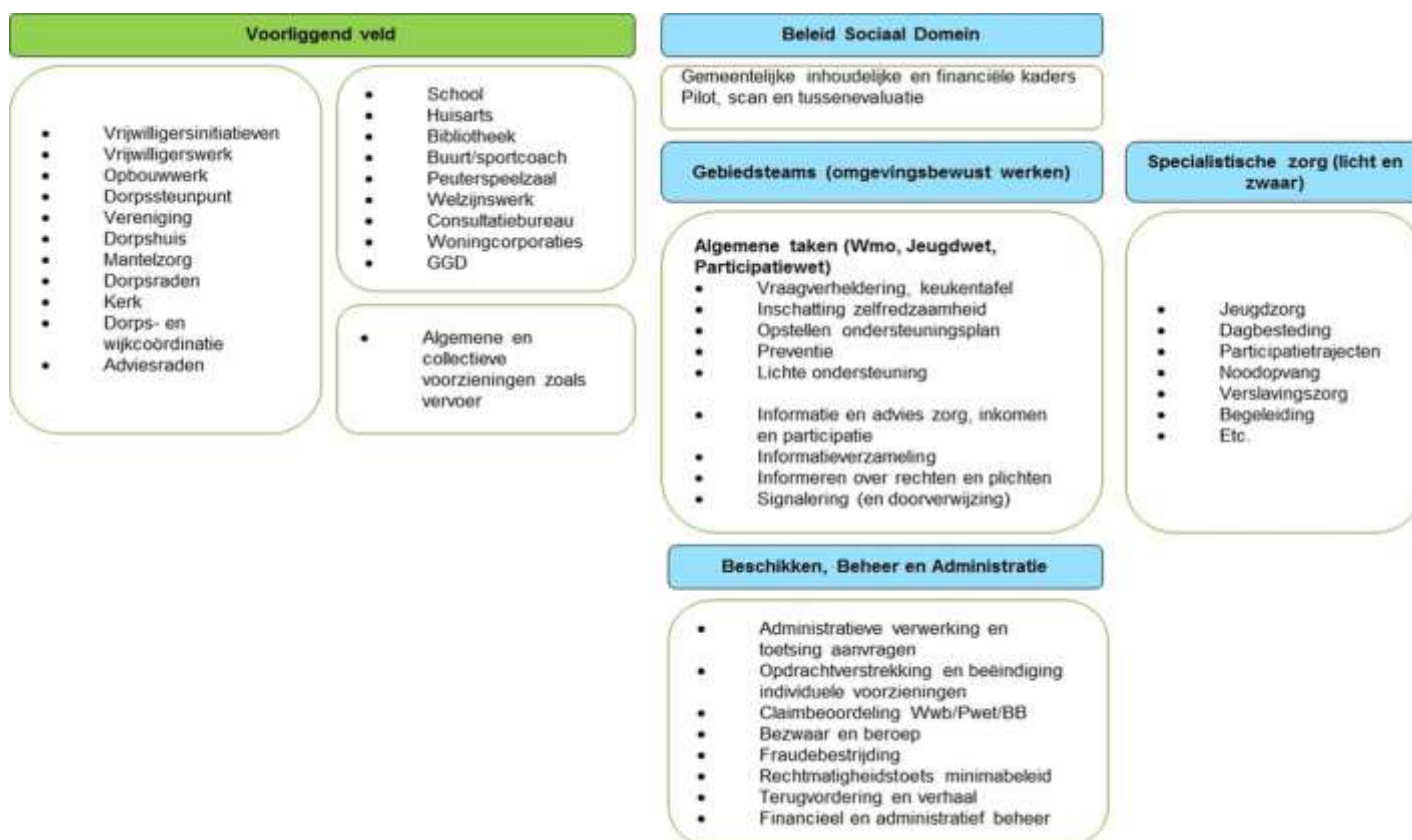 Voorliggend veld
Vrijwilligersinitiatieven
Vrijwilligerswerk
Opbouwwerk
Dorpssteunpunt
Vereniging
Dorpshuis
Mantelzorg
Dorpsraden
Kerk
Dorps- en
wijkcoördinatie
Adviesraden
School
Huisarts
Bibliotheek
Buurt/sportcoach
Peuterspeelzaal
Welzijnswerk
Consultatiebureau
Woningcorporaties
GGD
Algemene en
collectieve
voorzieningen zoals
vervoer
Beleid Sociaal Domein
Gemeentelijke inhoudelijke en financiële kaders
Pilot, scan en tussenevaluatie
Gebiedsteams (omgevingsbewust werken)
Algemene taken (Wmo, Jeugdwet,
Participatiewet)
Vraagverheldering, keukentafel
Inschatting zelfredzaamheid
Opstellen ondersteuningsplan
Preventie
Lichte ondersteuning
Informatie en advies zorg, inkomen
en participatie
Informatieverzameling
Informeren over rechten en plichten
Signalering (en doorverwijzing)
Specialistische zorg (licht en
zwaar)
Jeugdzorg
Dagbesteding
Participatietrajecten
Noodopvang
Verslavingszorg
Begeleiding
Etc.
Beschikken, Beheer en Administratie
Administratieve verwerking en
toetsing aanvragen
Opdrachtverstrekking en beëindiging
individuele voorzieningen
Claimbeoordeling Wwb/Pwet/BB
Bezwaar en beroep
Fraudebestrijding
Rechtmatigheidstoets minimabeleid
Terugvordering en verhaal
Financieel en administratief beheer